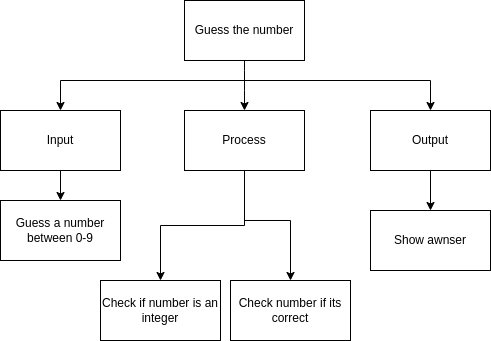 Guess the number
Input
Process
Output
Guess a number
between 0-9
Show awnser
Check if number is an
integer
Check number if its
correct